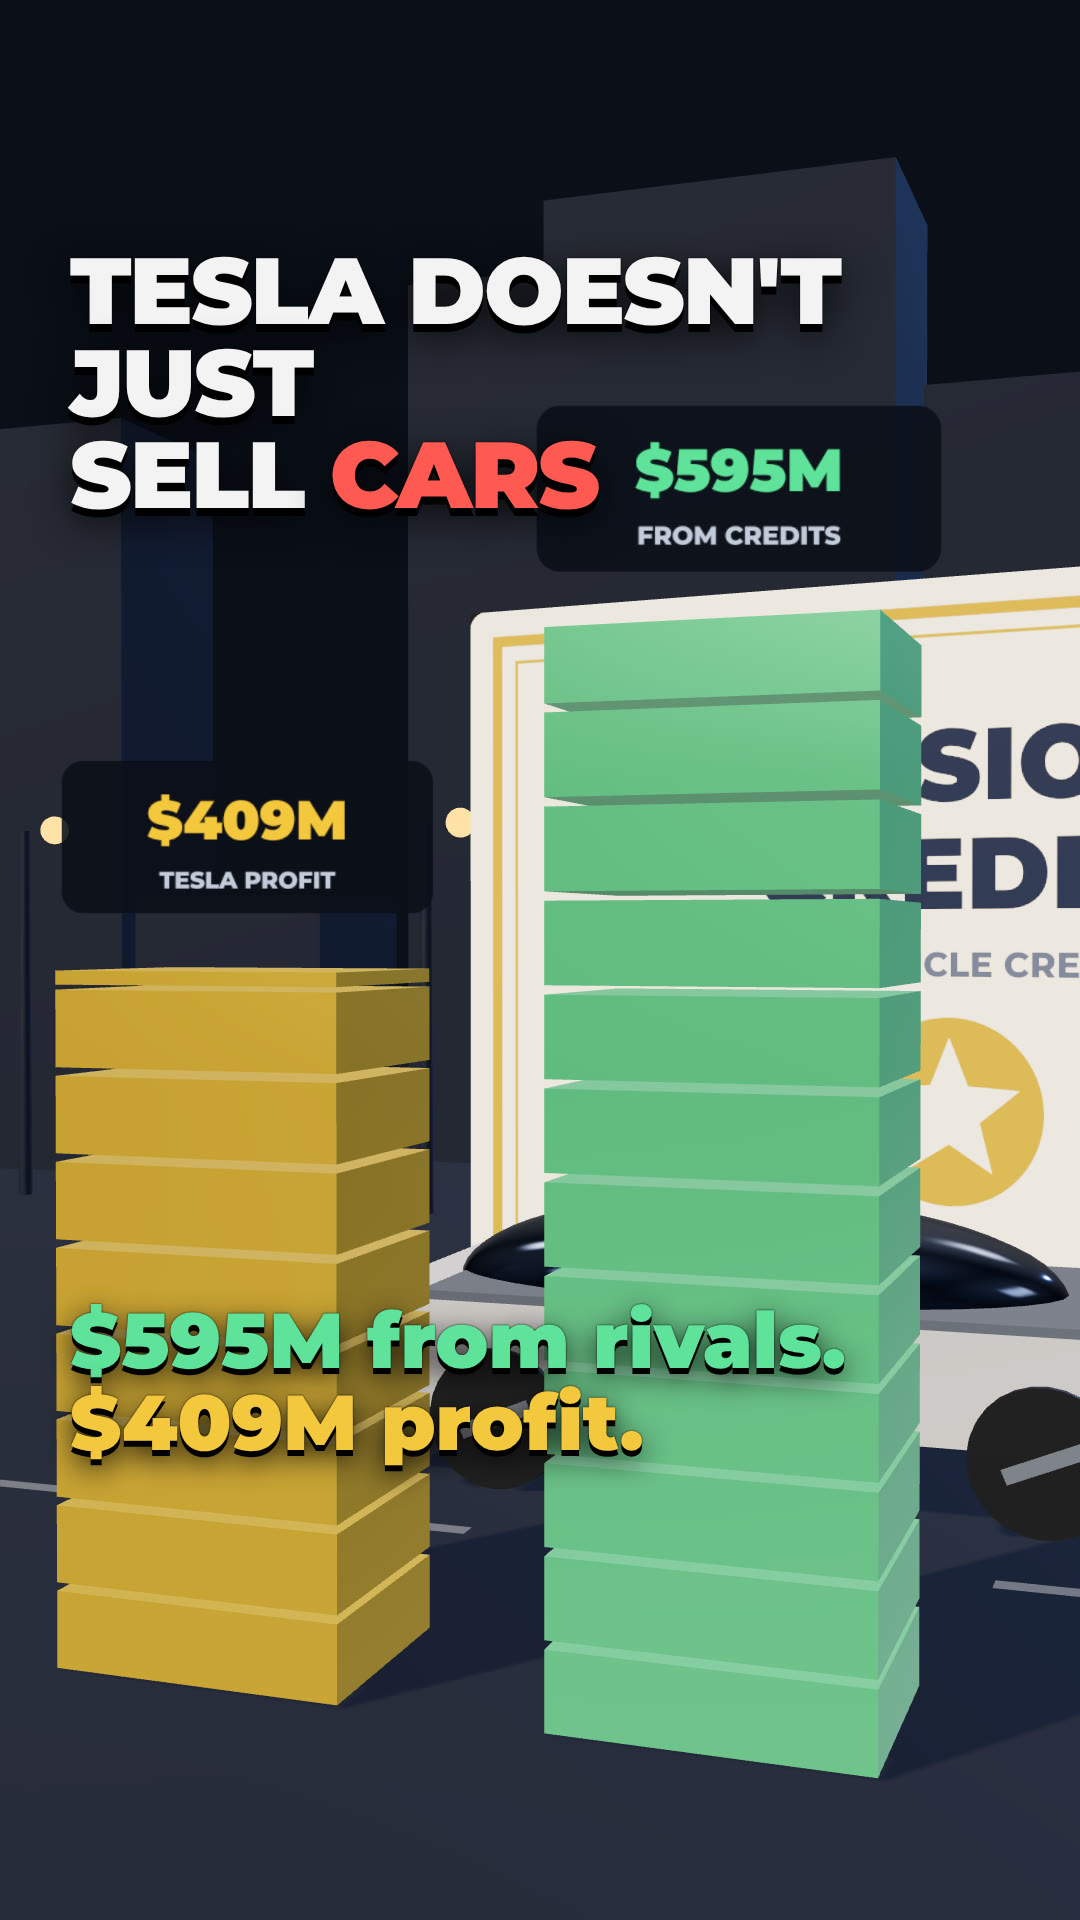 TESLA DOESN'T
JUST
SELL CARS
$595M
FROM CREDITS
$409M
TESLA PROFIT
$595M from rivals.
$409M profit.